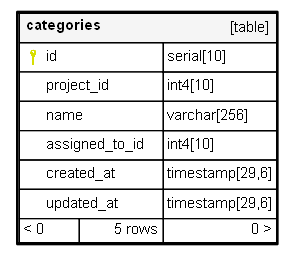 categories [table]
id serial[10]
project_id int4[10]
name varchar[256]
assigned_to_id int4[10]
created_at timestamp[29,6]
updated_at timestamp[29,6]
< 0 5 rows 0 >